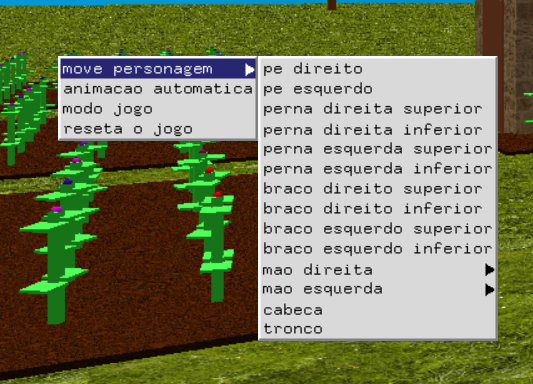 move personagem
animacao automatica
modo jogo
reseta o jogo
pe direito
pe esquerdo
perna direita superior
perna direita inferior
perna esquerda superior
perna esquerda inferior
braco direito superior
braco direito inferior
braco esquerdo superior
braco esquerdo inferior
mao direita
mao esquerda
cabeca
tronco